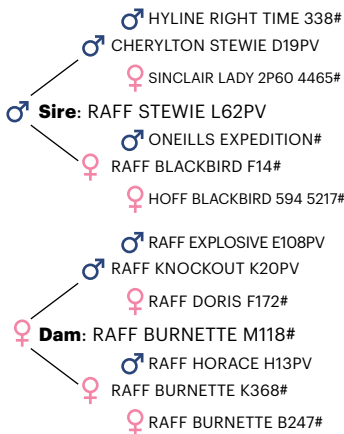 HYLINE RIGHT TIME 338#
CHERYLTON STEWIE D19PV
SINCLAIR LADY 2P60 4465#
Sire: RAFF STEWIE L62PV
ONEILLS EXPEDITION#
RAFF BLACKBIRD F14#
HOFF BLACKBIRD 594 5217#
RAFF EXPLOSIVE E108PV
RAFF KNOCKOUT K20PV
RAFF DORIS F172#
Dam: RAFF BURNETTE M118#
RAFF HORACE H13PV
RAFF BURNETTE K368#
RAFF BURNETTE B247#